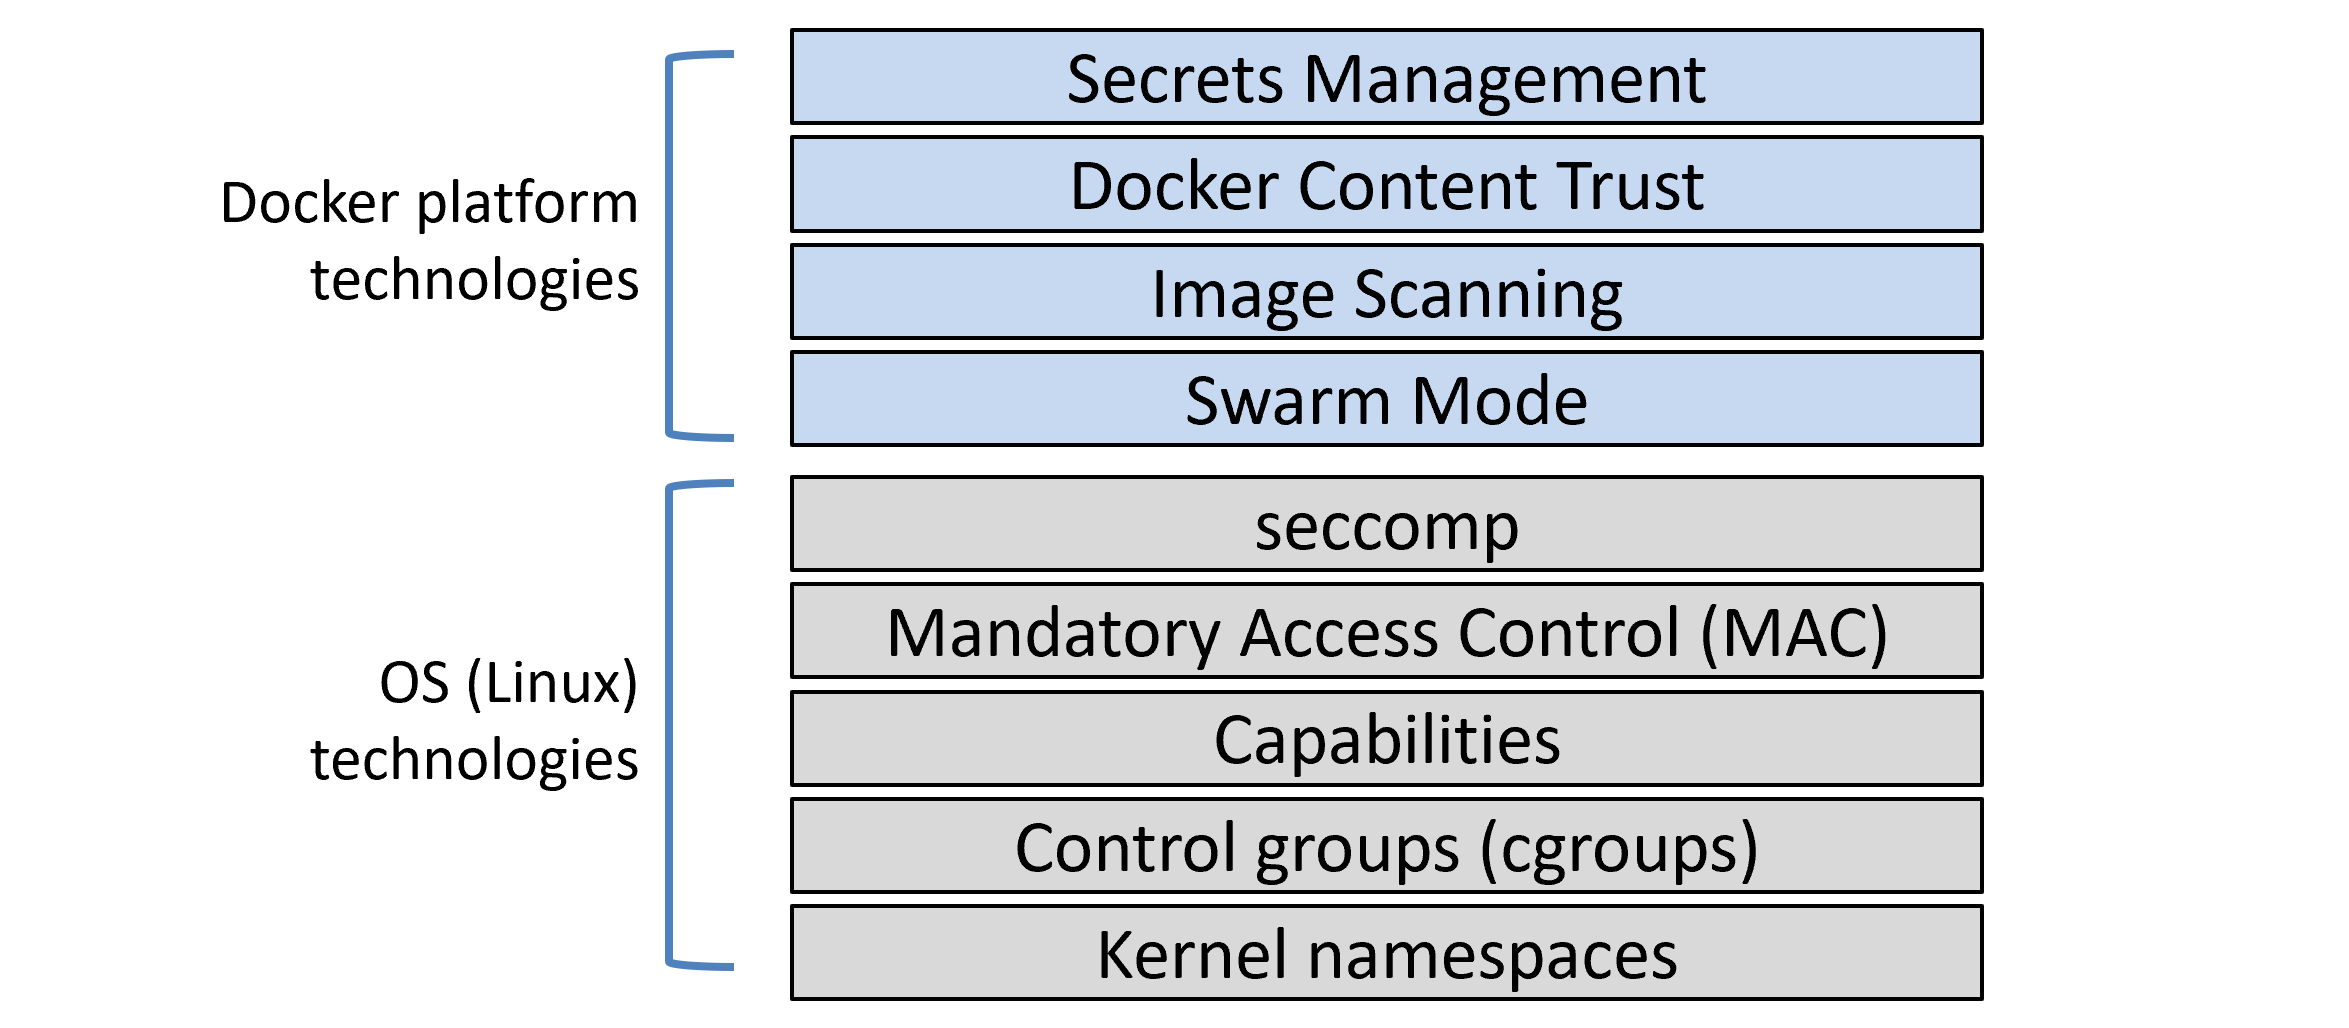 Docker platform
technologies
Secrets Management
Docker Content Trust
Image Scanning
Swarm Mode
OS (Linux)
technologies
seccomp
Mandatory Access Control (MAC)
Capabilities
Control groups (cgroups)
Kernel namespaces